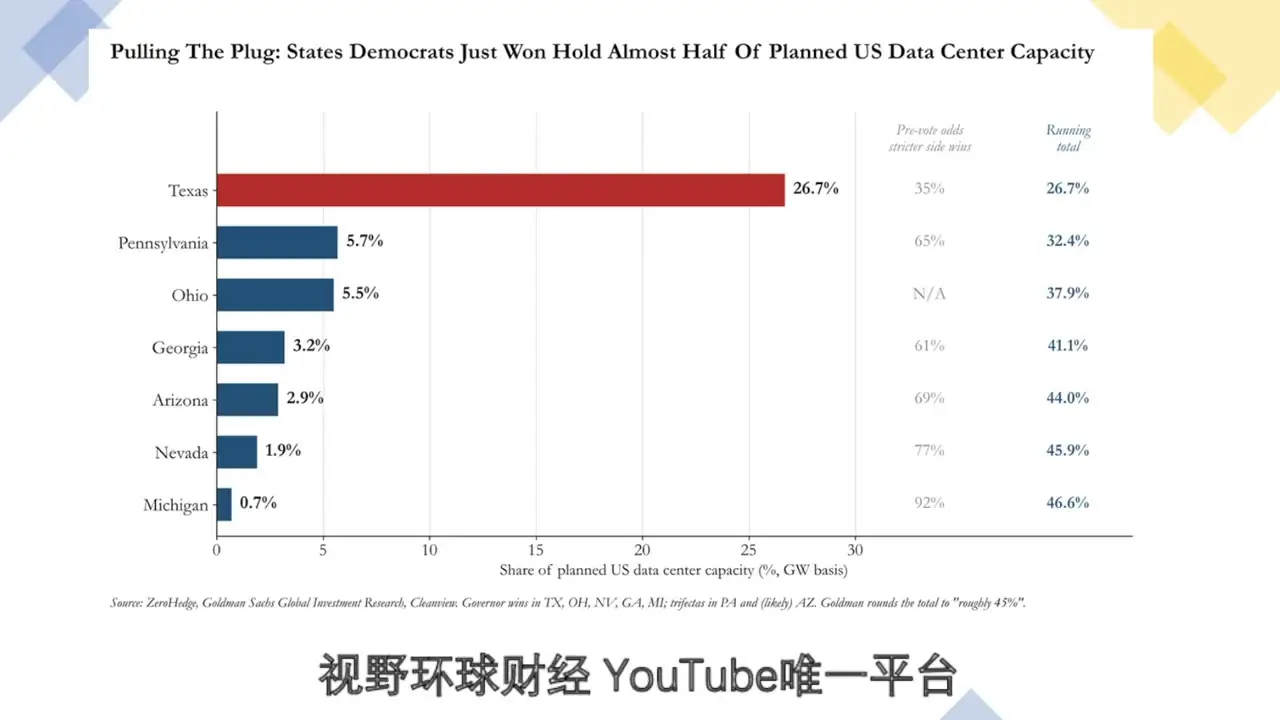 Pulling The Plug: States Democrats Just Won Hold Almost Half Of Planned US Data Center Capacity
Pre-vote odds
stricter side wins
Running
total
Texas 26.7% 35% 26.7%
Pennsylvania 5.7% 65% 32.4%
Ohio 5.5% N/A 37.9%
Georgia 3.2% 61% 41.1%
Arizona 2.9% 69% 44.0%
Nevada 1.9% 77% 45.9%
Michigan 0.7% 92% 46.6%
0 5 10 15 20 25 30
Share of planned US data center capacity (%, GW basis)
Source: ZeroHedge, Goldman Sachs Global Investment Research, Cleanview. Governor wins in TX, OH, NV, GA, MI; trifectas in PA and (likely) AZ. Goldman rounds the total to "roughly 45%".
视野环球财经 YouTube唯一平台